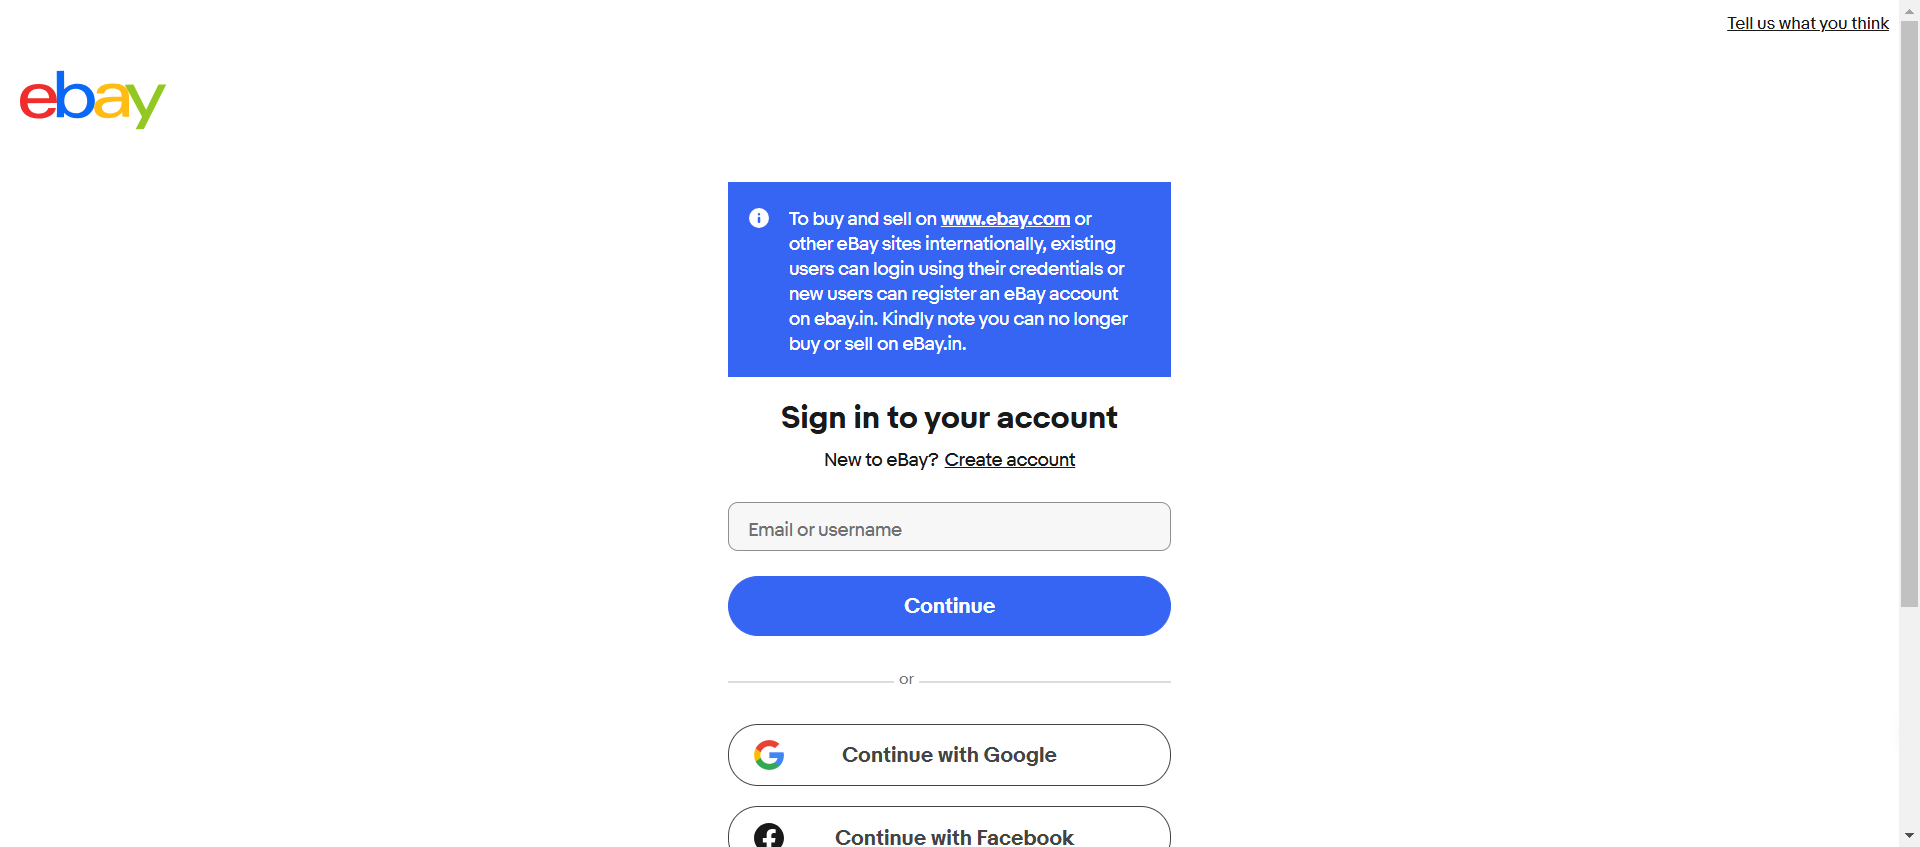 Tell us what you think
ebay
To buy and sell on www.ebay.com or
other eBay sites internationally, existing
users can login using their credentials or
new users can register an eBay account
on ebay.in. Kindly note you can no longer
buy or sell on eBay.in.
Sign in to your account
New to eBay? Create account
Email or username
Continue
or
Continue with Google
Continue with Facebook